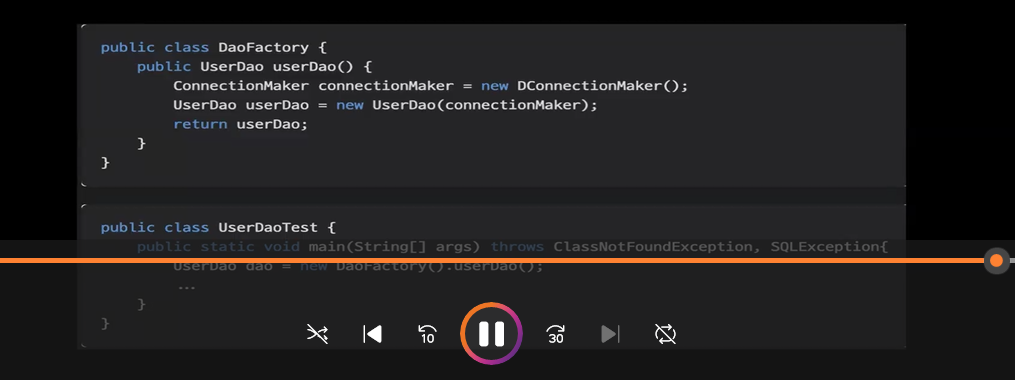 public class DaoFactory {
public UserDao userDao() {
ConnectionMaker connectionMaker = new DConnectionMaker();
UserDao userDao = new UserDao(connectionMaker);
return userDao;
}
}
public class UserDaoTest {
public static void main(String[] args) throws ClassNotFoundException, SQLException{
UserDao dao = new DaoFactory().userDao();
...
}
}
10
30